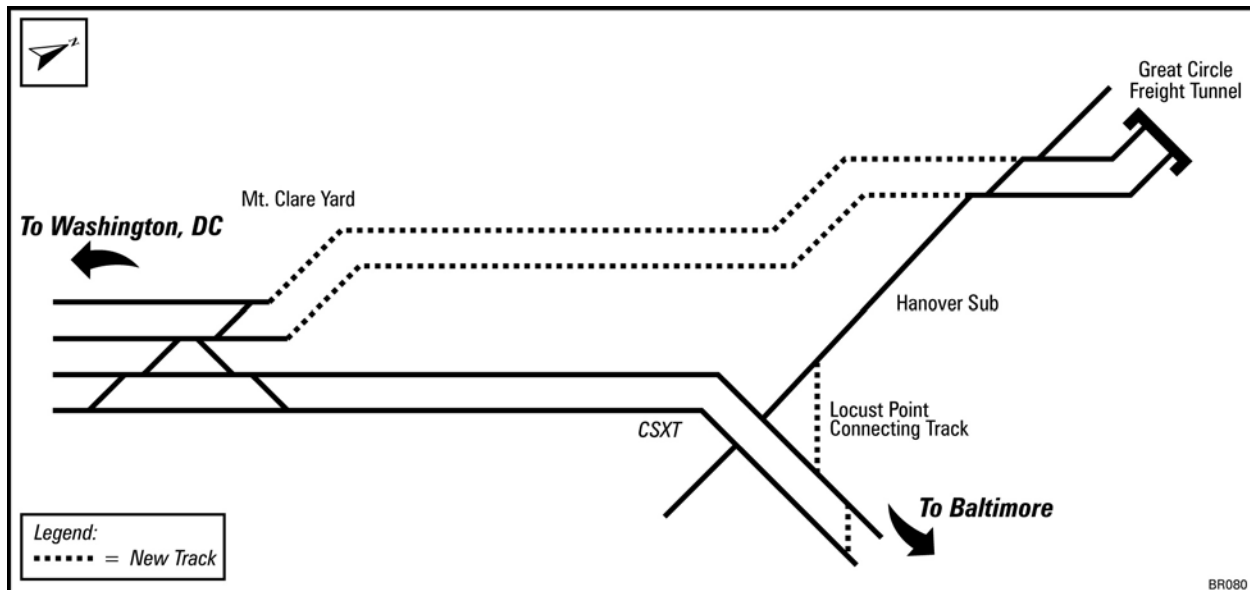 N
Great Circle
Freight Tunnel
Mt. Clare Yard
To Washington, DC
Hanover Sub
Locust Point
Connecting Track
CSXT
To Baltimore
Legend:
= New Track
BR080